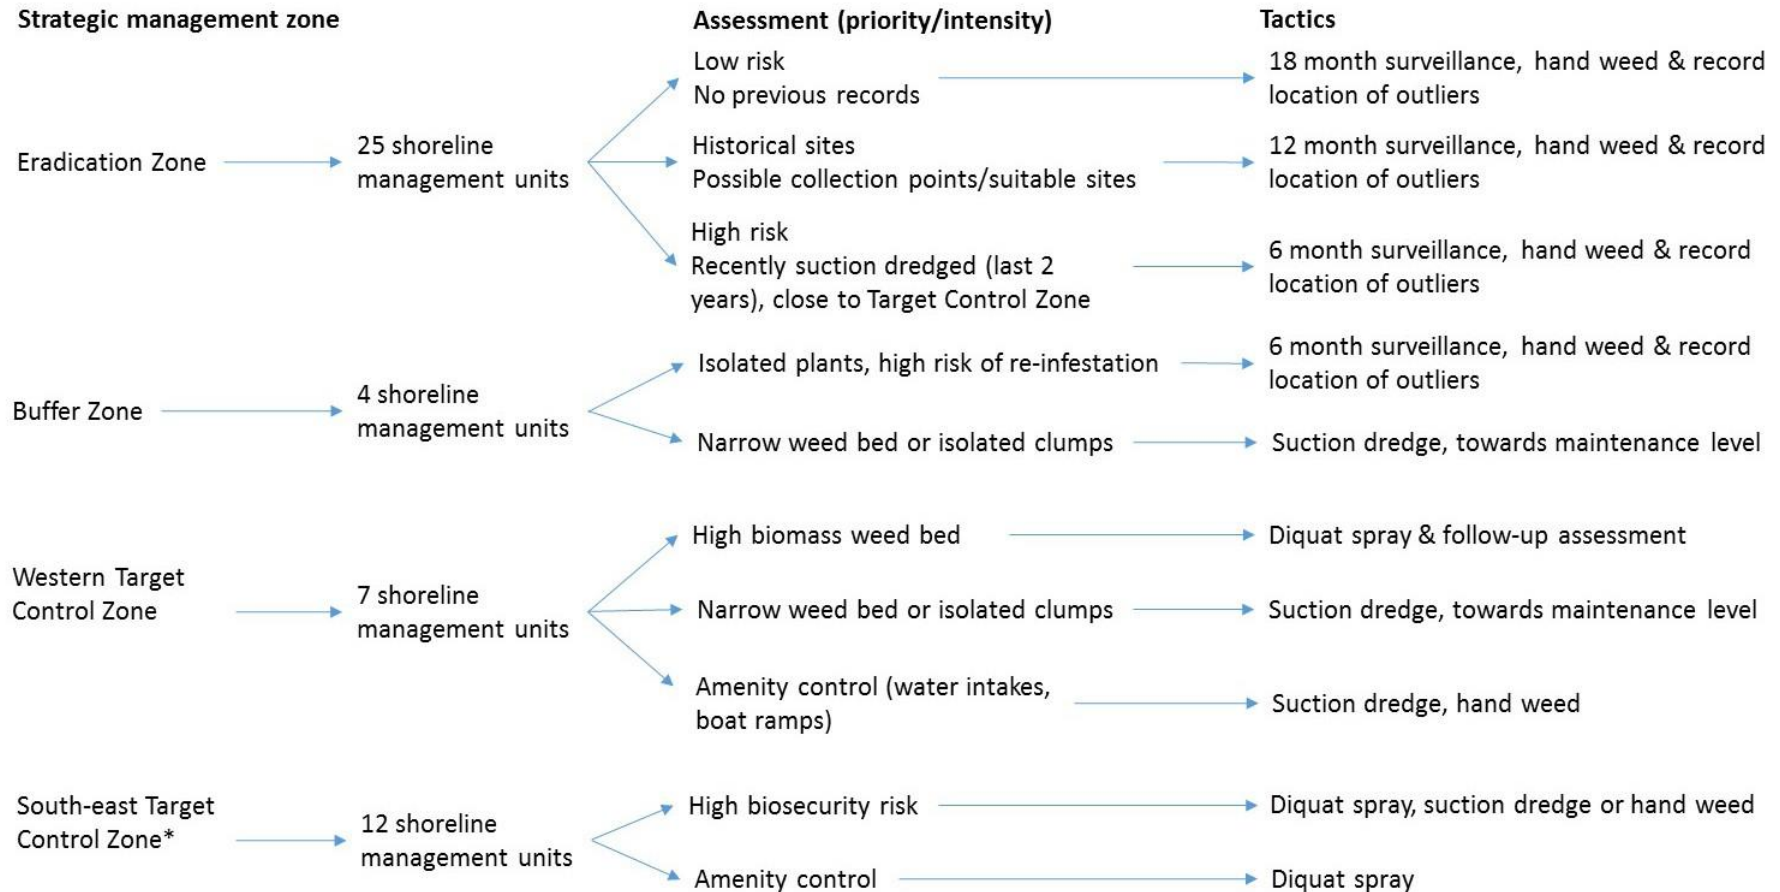 Strategic management zone
Assessment (priority/intensity)
Tactics
Eradication Zone
25 shoreline
management units
Low risk
No previous records
18 month surveillance, hand weed & record
location of outliers
Historical sites
Possible collection points/suitable sites
12 month surveillance, hand weed & record
location of outliers
High risk
Recently suction dredged (last 2
years), close to Target Control Zone
6 month surveillance, hand weed & record
location of outliers
Buffer Zone
4 shoreline
management units
Isolated plants, high risk of re-infestation
6 month surveillance, hand weed & record
location of outliers
Narrow weed bed or isolated clumps
Suction dredge, towards maintenance level
Western Target
Control Zone
7 shoreline
management units
High biomass weed bed
Diquat spray & follow-up assessment
Narrow weed bed or isolated clumps
Suction dredge, towards maintenance level
Amenity control (water intakes,
boat ramps)
Suction dredge, hand weed
South-east Target
Control Zone*
12 shoreline
management units
High biosecurity risk
Diquat spray, suction dredge or hand weed
Amenity control
Diquat spray